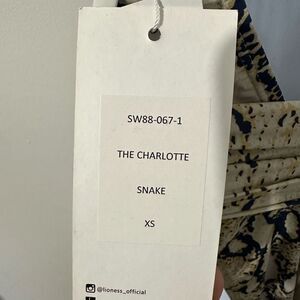 SW88-067-1
THE CHARLOTTE
SNAKE
XS
@lioness_official